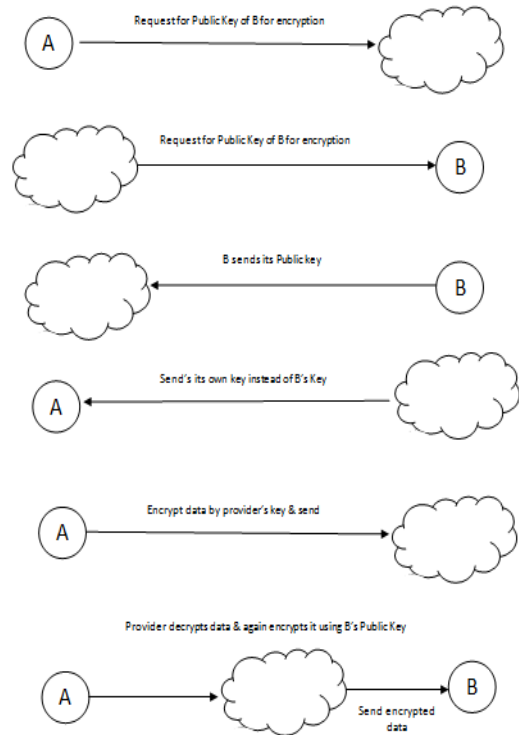 Request for Public Key of B for encryption
A
Request for Public Key of B for encryption
B
B sends its Public key
B
Send's its own key instead of B's Key
A
Encrypt data by provider's key & send
A
Provider decrypts data & again encrypts it using B's Public Key
A
B
Send encrypted
data